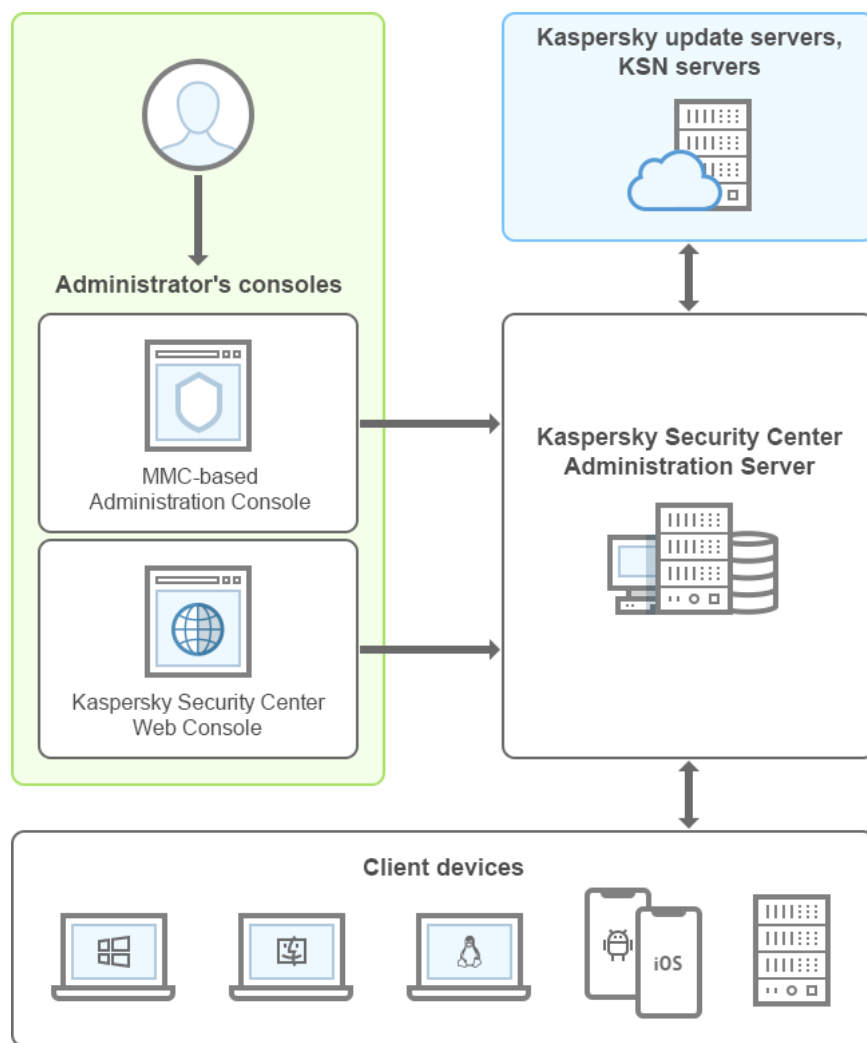 Kaspersky update servers,
KSN servers
Administrator's consoles
MMC-based
Administration Console
Kaspersky Security Center
Administration Server
Kaspersky Security Center
Web Console
Client devices
iOS